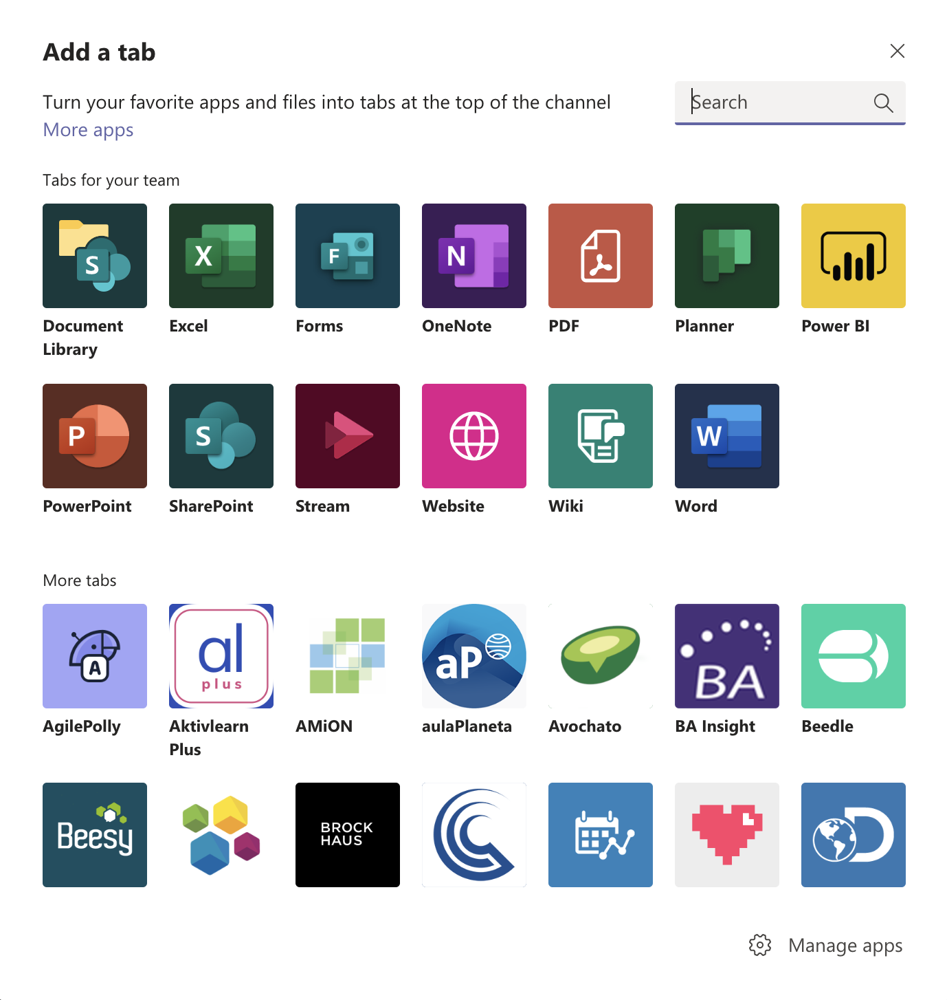 Add a tab
Turn your favorite apps and files into tabs at the top of the channel
More apps
Search
Tabs for your team
S
X
F
N
Document
Library
Excel
Forms
OneNote
PDF
Planner
Power BI
P
S
W
PowerPoint
SharePoint
Stream
Website
Wiki
Word
More tabs
A
al
plus
aP
BA
AgilePolly
Aktivlearn
Plus
AMiON
aulaPlaneta
Avochato
BA Insight
Beedle
Beesy
BROCK
HAUS
D
Manage apps